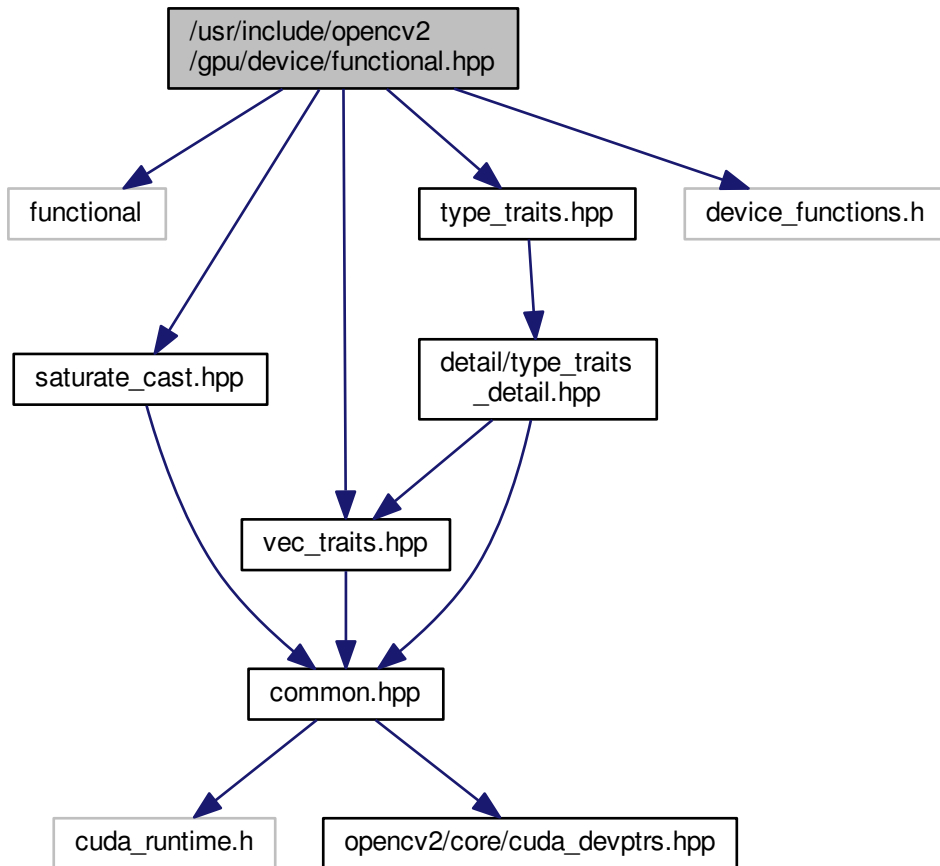 /usr/include/opencv2
/gpu/device/functional.hpp
functional
type_traits.hpp
device_functions.h
saturate_cast.hpp
detail/type_traits
_detail.hpp
vec_traits.hpp
common.hpp
cuda_runtime.h
opencv2/core/cuda_devptrs.hpp